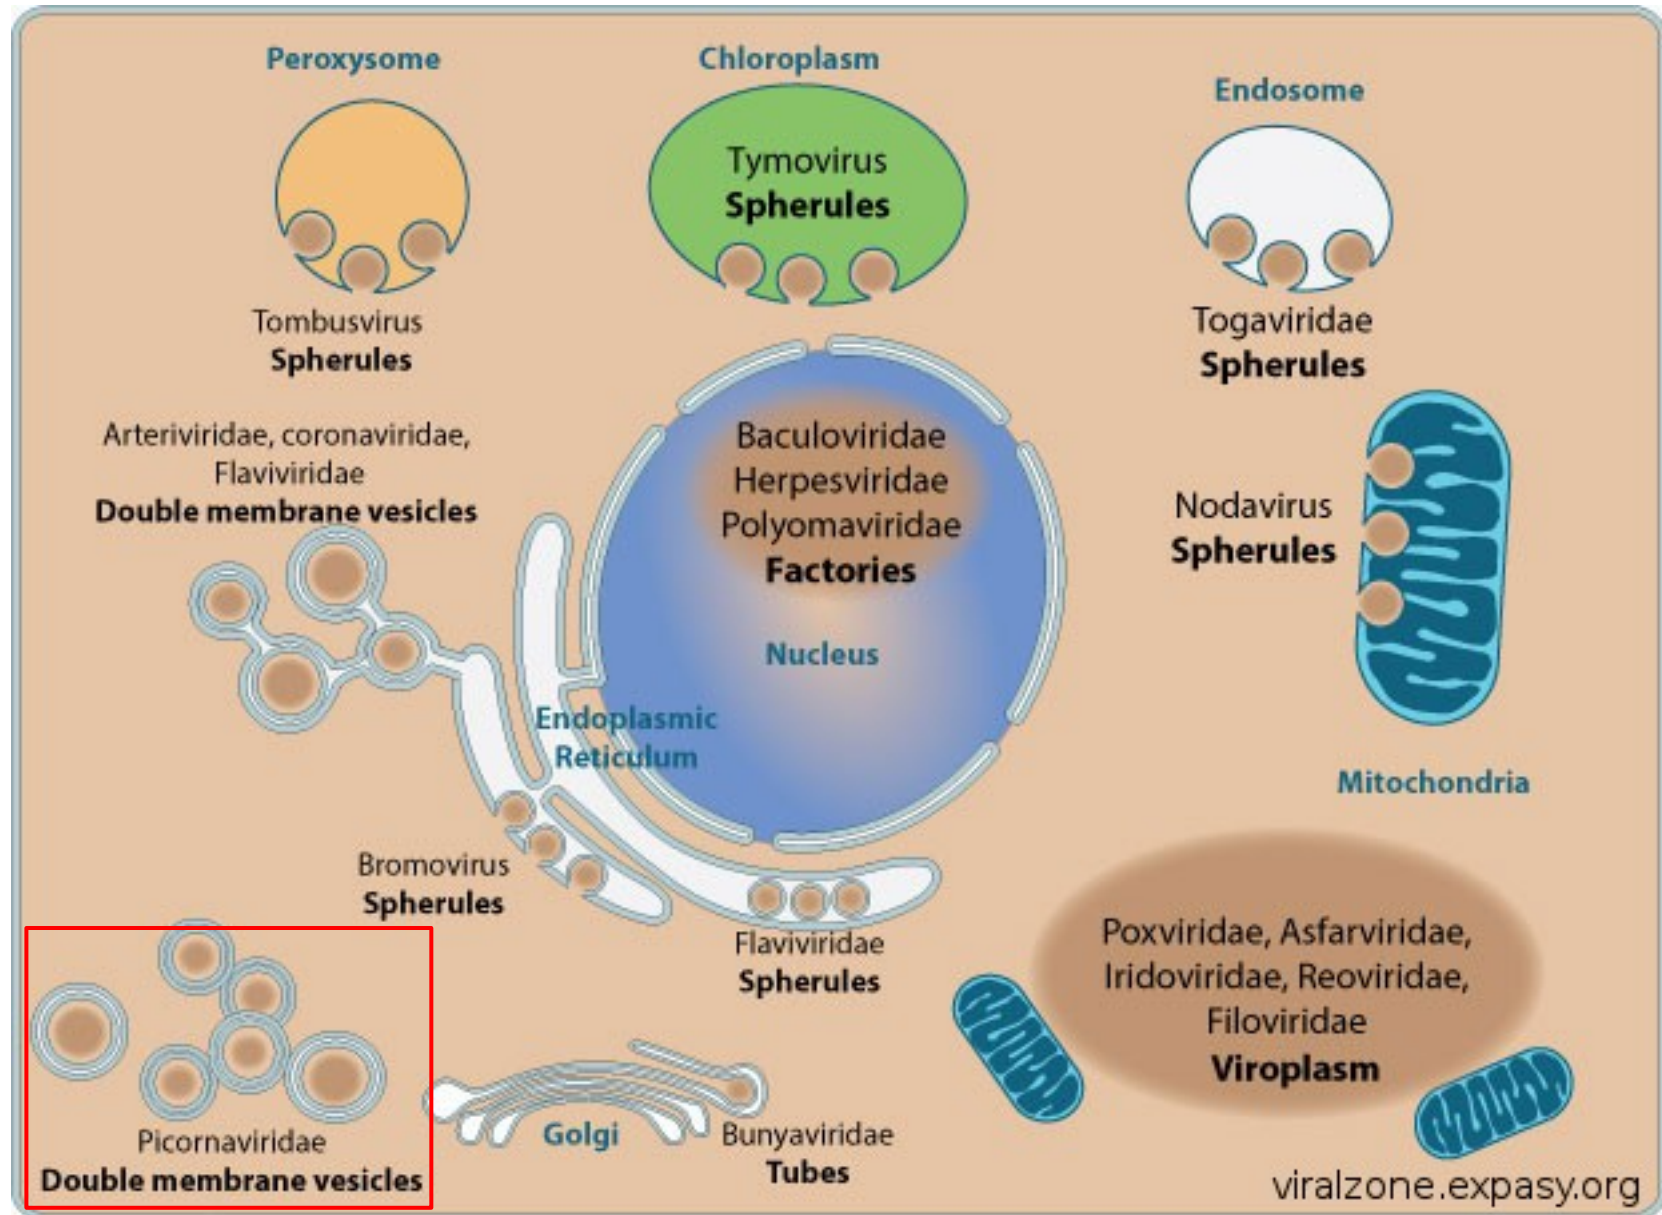 Peroxysome
Chloroplasm
Endosome
Tymovirus
Spherules
Tombusvirus
Spherules
Togaviridae
Spherules
Arteriviridae, coronaviridae,
Flaviviridae
Double membrane vesicles
Baculoviridae
Herpesviridae
Polyomaviridae
Factories
Nucleus
Nodavirus
Spherules
Endoplasmic
Reticulum
Mitochondria
Bromovirus
Spherules
Flaviviridae
Spherules
Poxviridae, Asfarviridae,
Iridoviridae, Reoviridae,
Filoviridae
Viroplasm
Picornaviridae
Double membrane vesicles
Golgi
Bunyaviridae
Tubes
viralzone.expasy.org